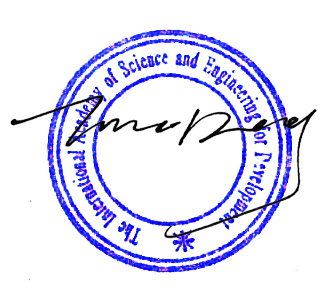 The International Academy of Science and Engineering for Development